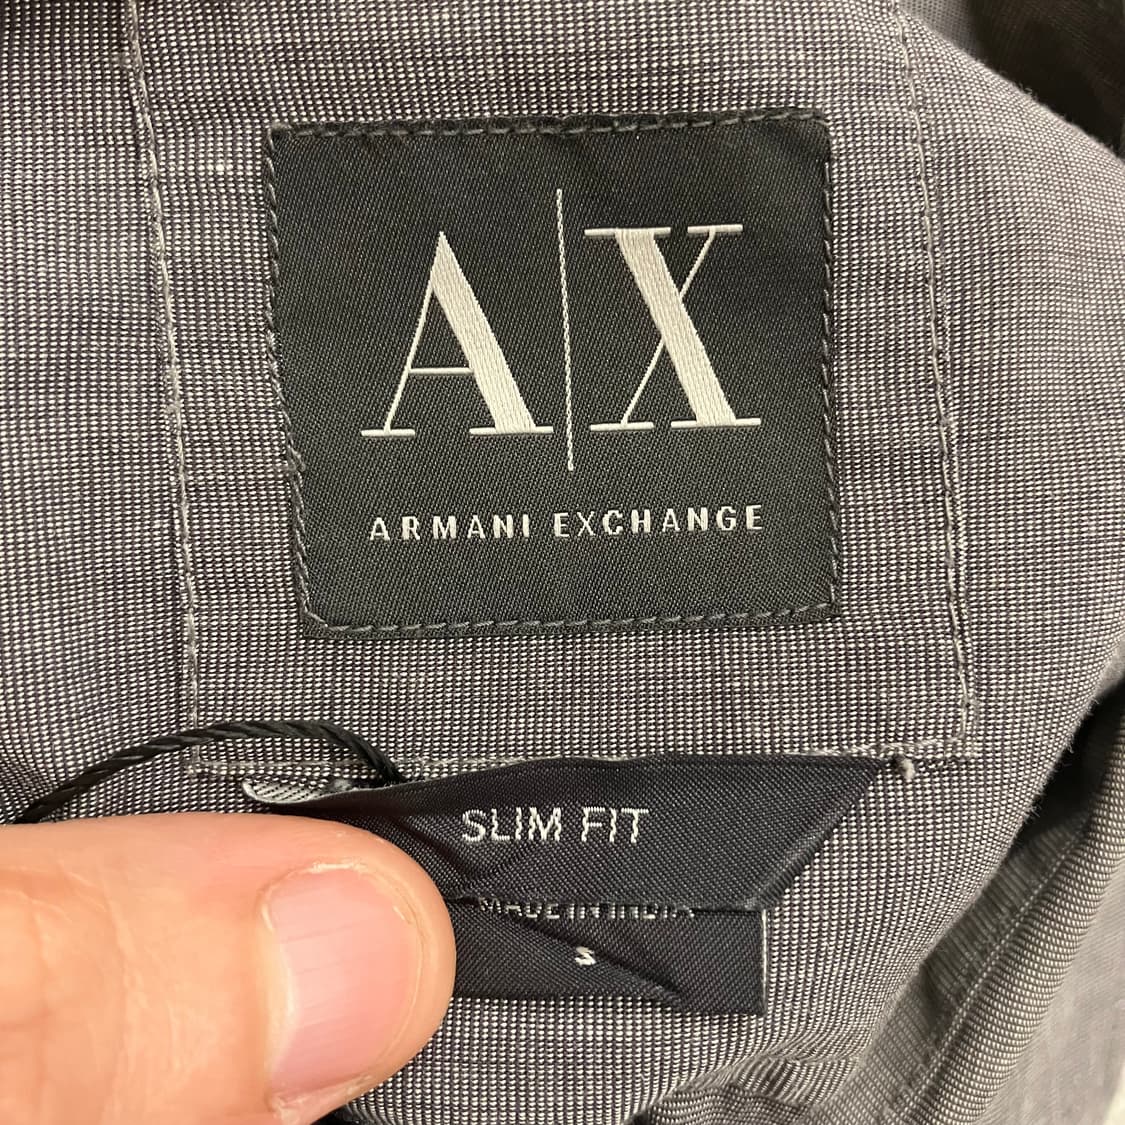 A|X
ARMANI EXCHANGE
SLIM FIT
MADE IN INDIA
S